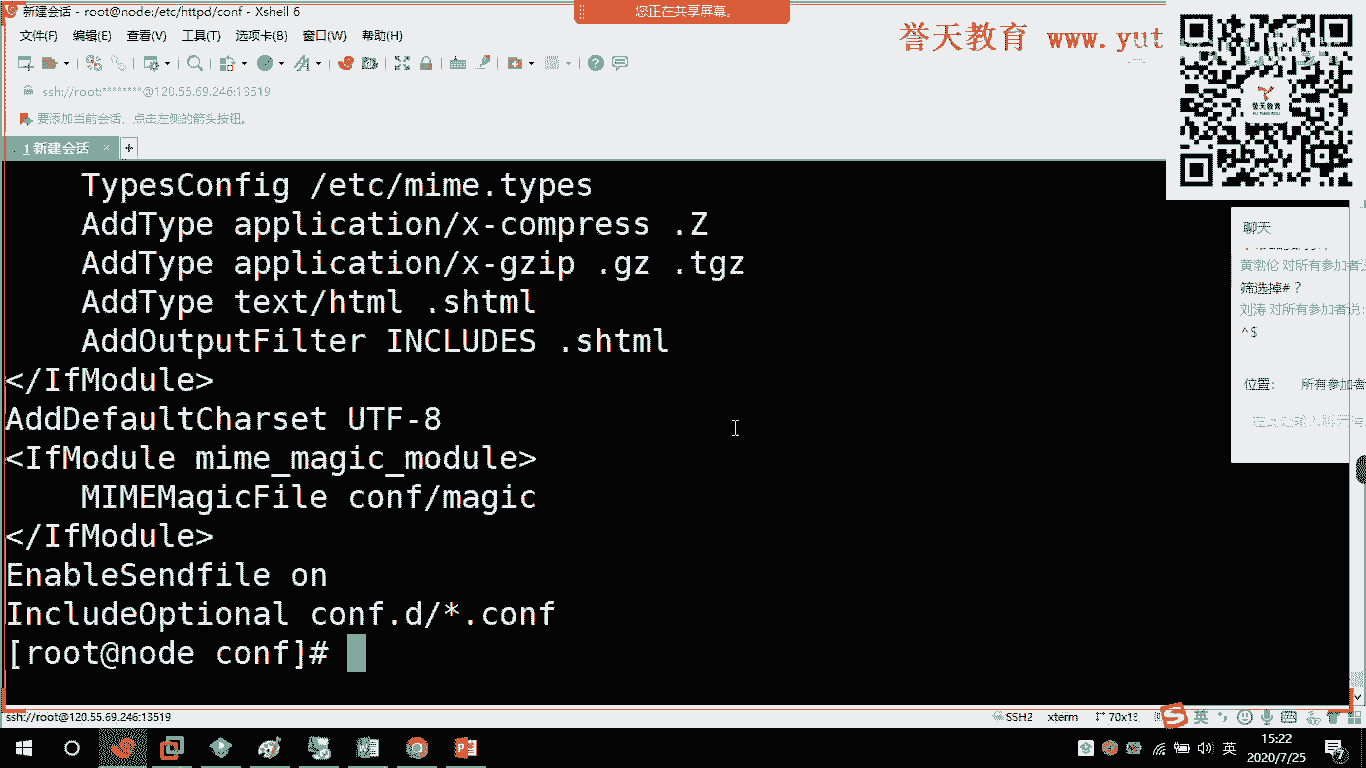 新建会话 - root@node:/etc/httpd/conf - Xshell 6
您正在共享屏幕。
文件(F) 编辑(E) 查看(V) 工具(T) 选项卡(B) 窗口(W) 帮助(H)
誉天教育 www.yut
誉天教育
ssh://root:********@120.55.69.246:13519
要添加当前会话，点击左侧的箭头按钮。
1 新建会话 × +
TypesConfig /etc/mime.types
AddType application/x-compress .Z
AddType application/x-gzip .gz .tgz
AddType text/html .shtml
AddOutputFilter INCLUDES .shtml
</IfModule>
AddDefaultCharset UTF-8
<IfModule mime_magic_module>
MIMEMagicFile conf/magic
</IfModule>
EnableSendfile on
IncludeOptional conf.d/*.conf
[root@node conf]#
聊天
黄渤伦 对所有参加者
筛选掉#？
刘涛 对所有参加者说:
^$
位置: 所有参加者
ssh://root@120.55.69.246:13519
SSH2 xterm 70x13
英
英
15:22
2020/7/25